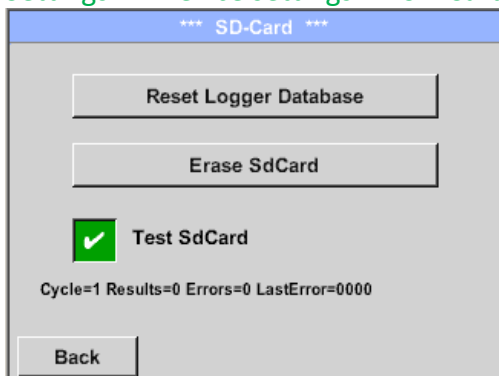 *** SD-Card ***
Reset Logger Database
Erase SdCard
Test SdCard
Cycle=1 Results=0 Errors=0 LastError=0000
Back